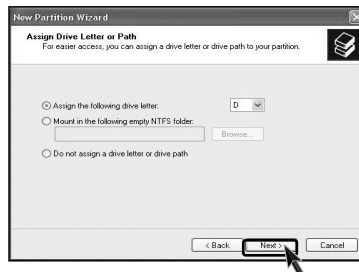 New Partition Wizard
Assign Drive Letter or Path
For easier access, you can assign a drive letter or drive path to your partition.
Assign the following drive letter: D
Mount in the following empty NTFS folder:
Browse...
Do not assign a drive letter or drive path
< Back Next > Cancel